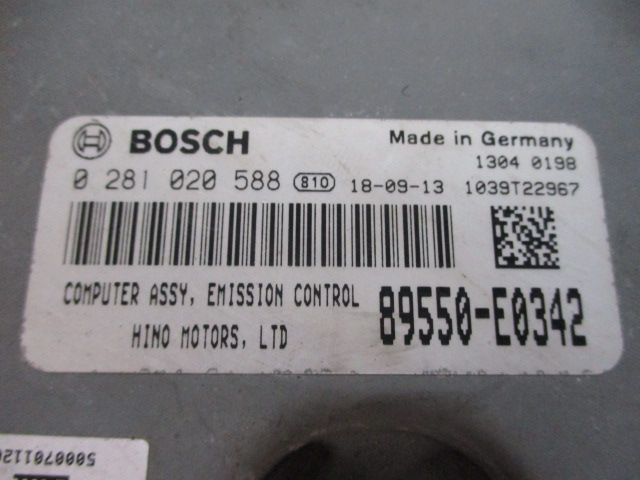 BOSCH
Made in Germany
1304 0198
0 281 020 588 810 18-09-13 1039T22967
COMPUTER ASSY, EMISSION CONTROL
89550-E0342
HINO MOTORS, LTD